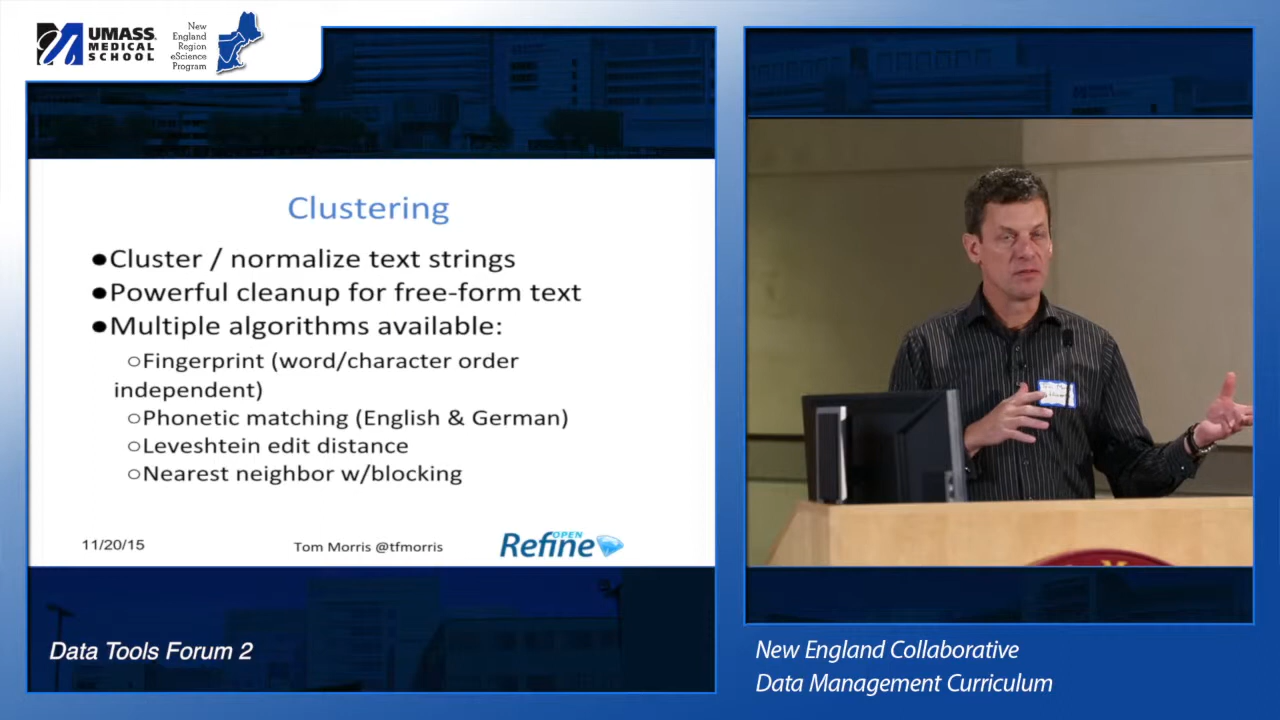 UMASS
MEDICAL
SCHOOL
New
England
Region
eScience
Program
Clustering
●Cluster / normalize text strings
●Powerful cleanup for free-form text
●Multiple algorithms available:
○Fingerprint (word/character order
independent)
○Phonetic matching (English & German)
○Leveshtein edit distance
○Nearest neighbor w/blocking
11/20/15
Tom Morris @tfmorris
OPEN
Refine
Data Tools Forum 2
New England Collaborative
Data Management Curriculum